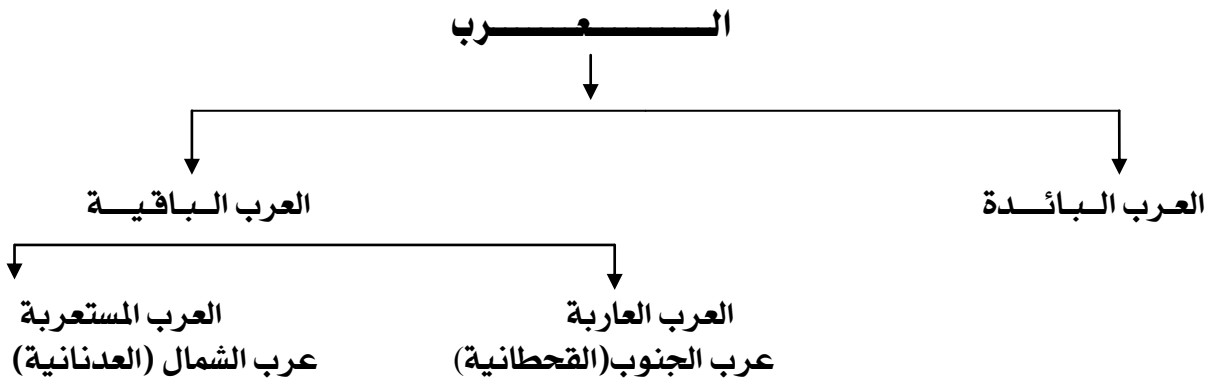 العرب
العرب البائدة
العرب الباقية
العرب العاربة
عرب الجنوب(القحطانية)
العرب المستعربة
عرب الشمال (العدنانية)